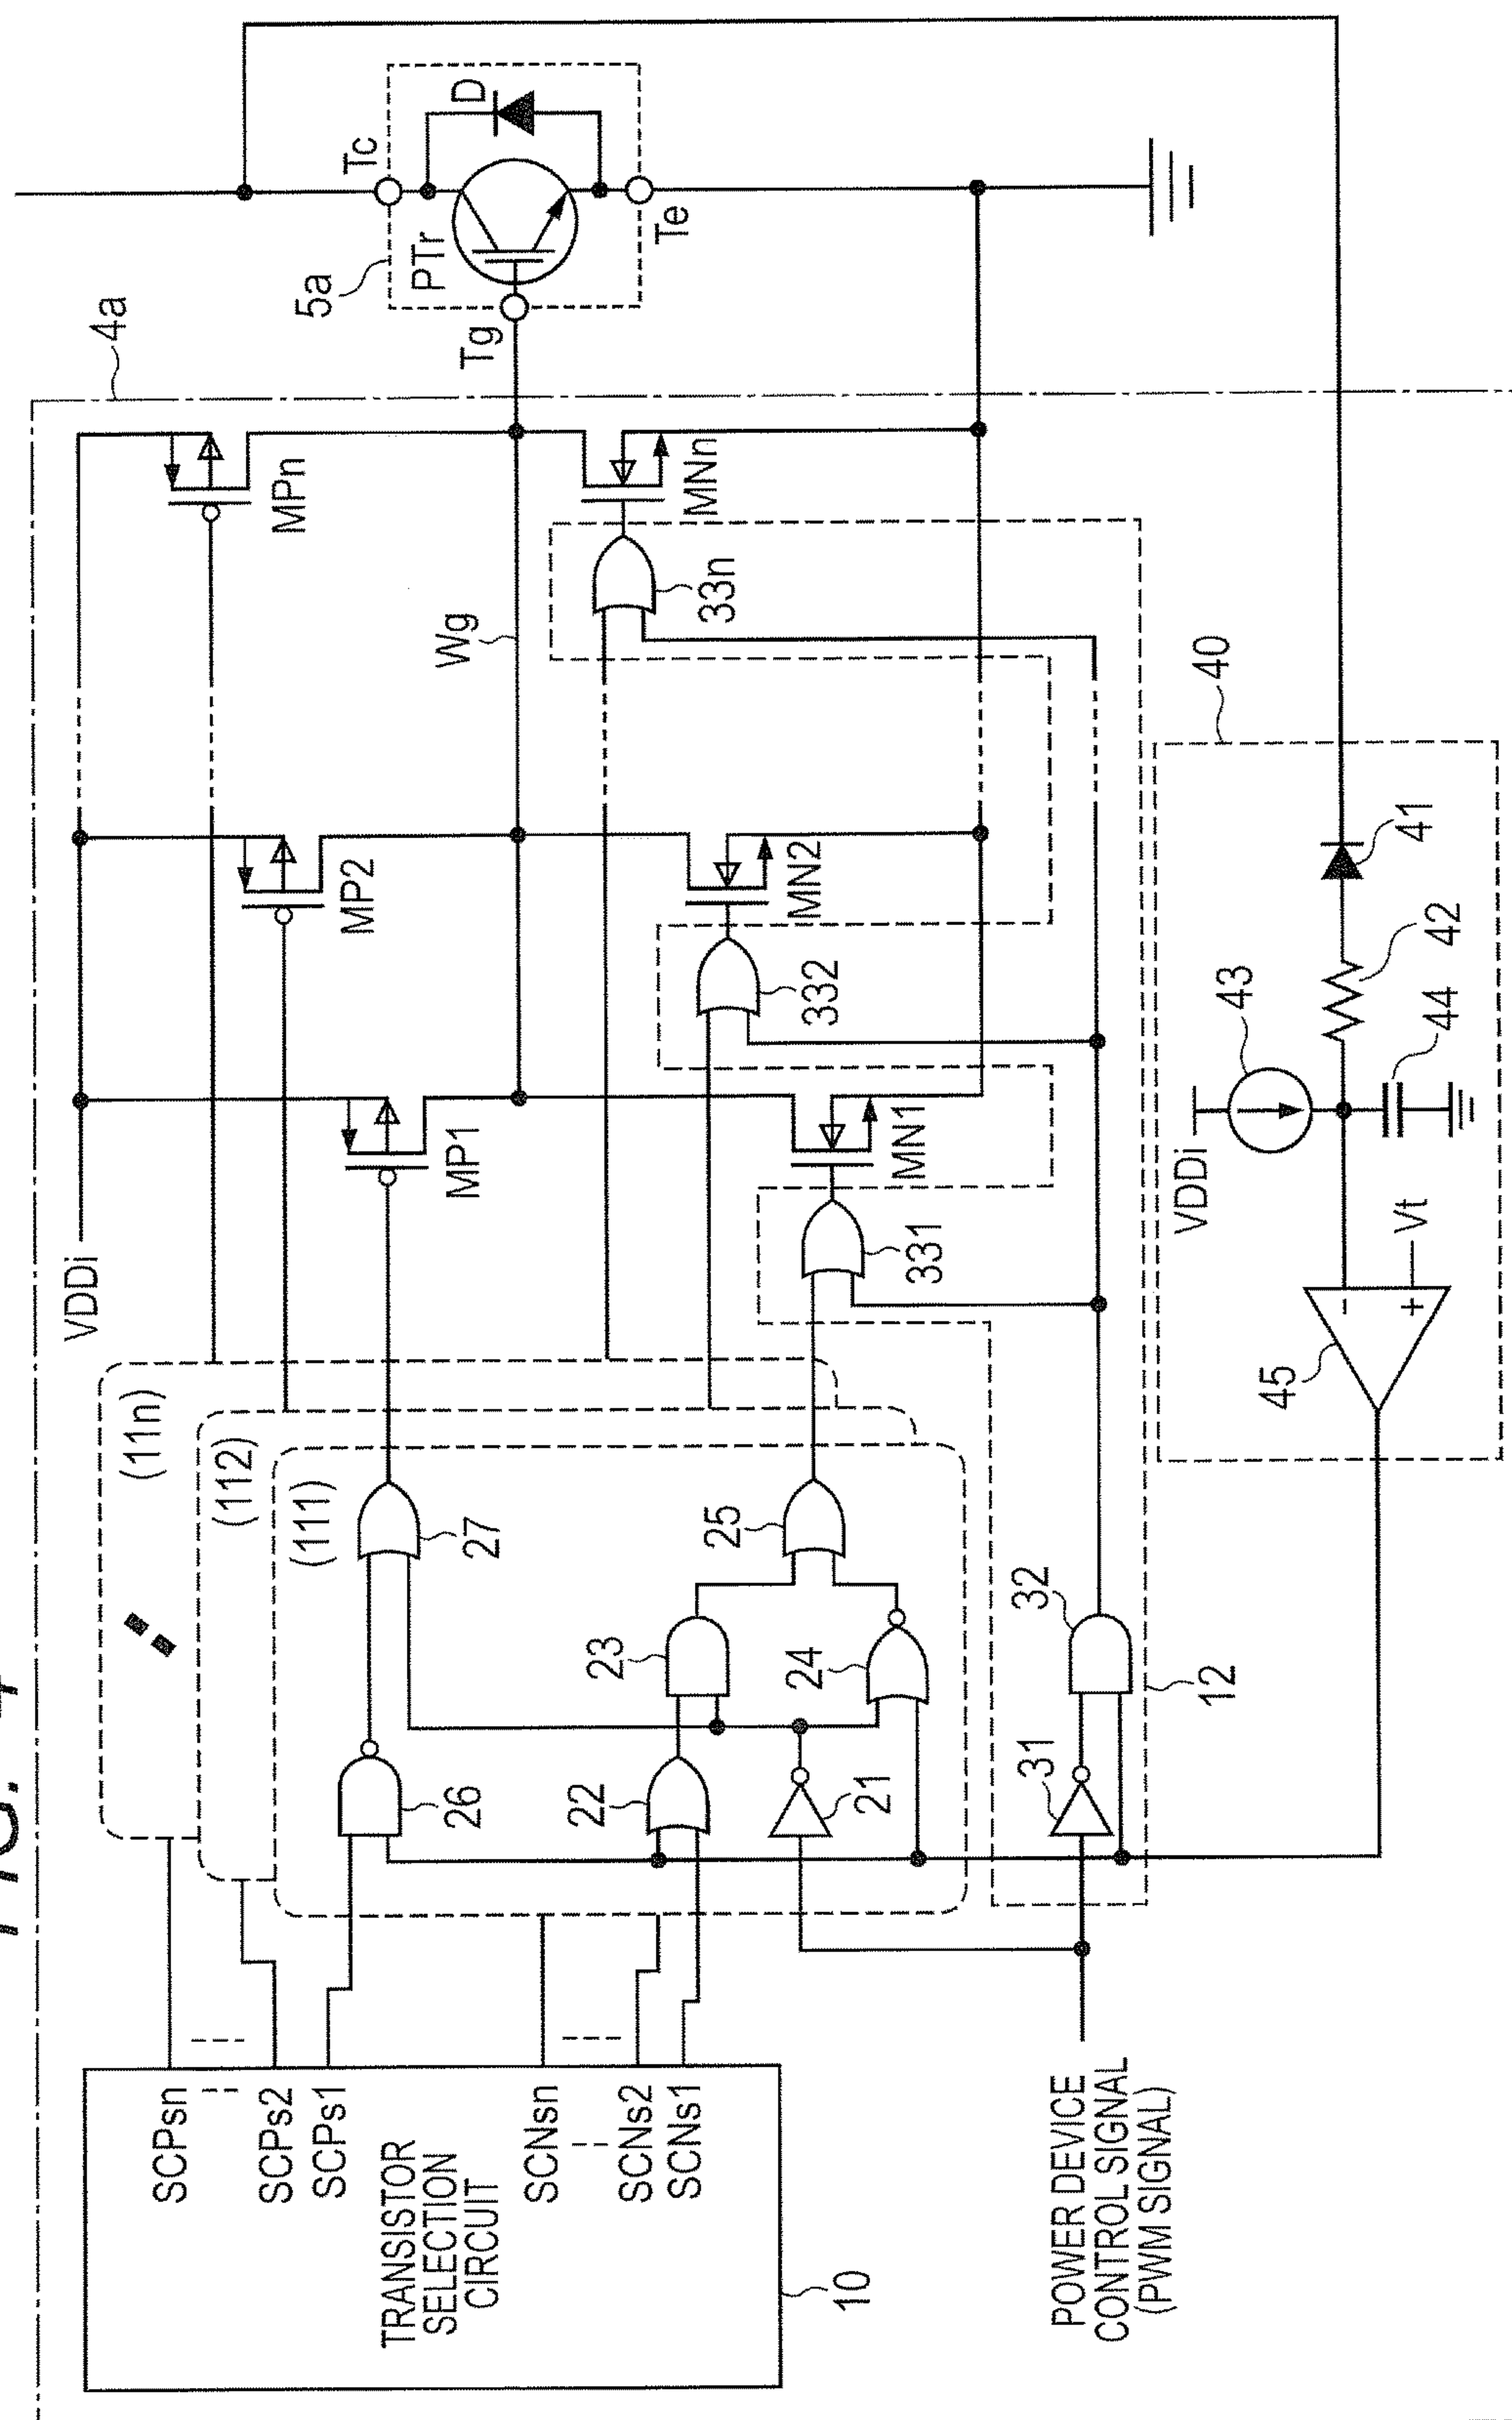 FIG. 4
4a
5a
Tc
D
PTr
Tg
Te
VDDi
MPn
MP2
MP1
Wg
MNn
MN2
MN1
33n
332
331
(11n)
(112)
(111)
27
26
25
24
23
22
21
32
31
12
40
41
42
43
44
VDDi
Vt
-
+
45
SCPsn
SCPs2
SCPs1
TRANSISTOR
SELECTION
CIRCUIT
SCNsn
SCNs2
SCNs1
10
POWER DEVICE
CONTROL SIGNAL
(PWM SIGNAL)